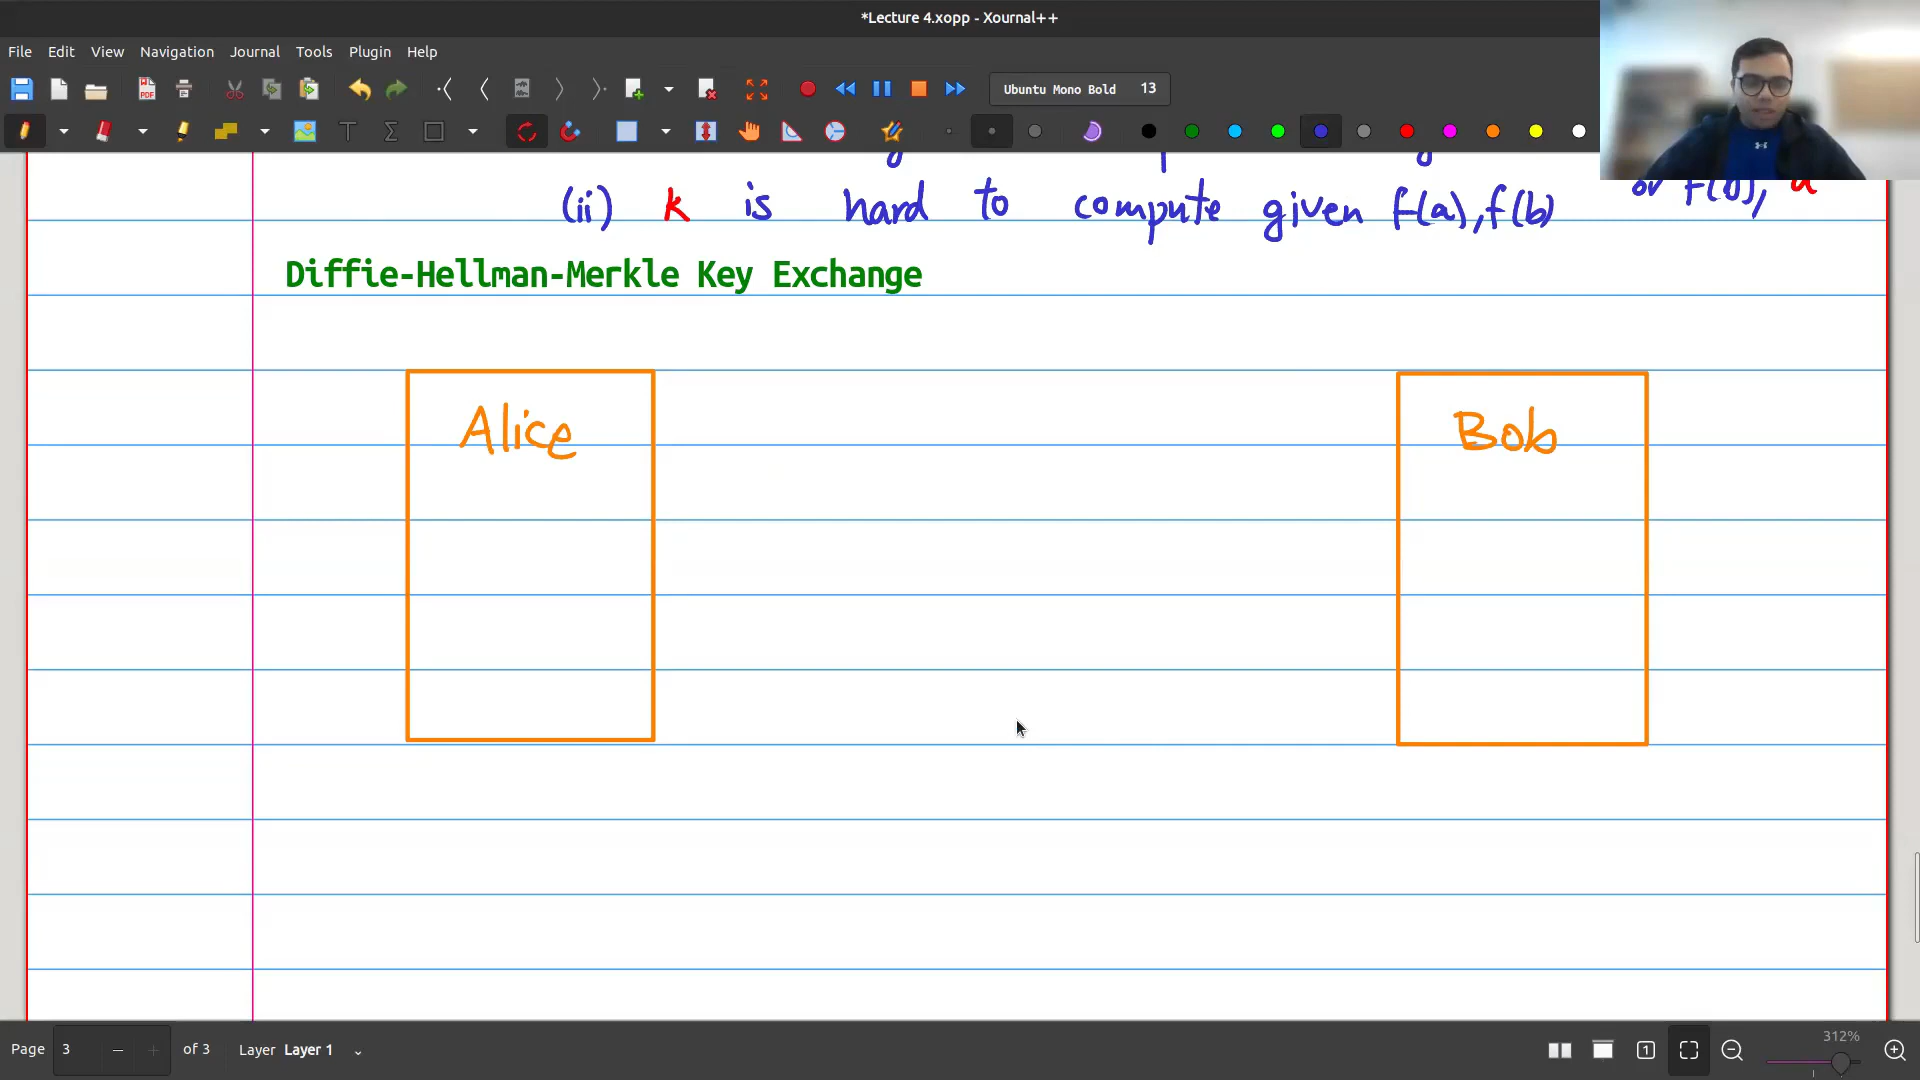 *Lecture 4.xopp - Xournal++
File Edit View Navigation Journal Tools Plugin Help
Ubuntu Mono Bold 13
or f(b), a
(ii) k is hard to compute given f(a), f(b)
Diffie-Hellman-Merkle Key Exchange
Alice
Bob
Page 3 of 3 Layer Layer 1
312%